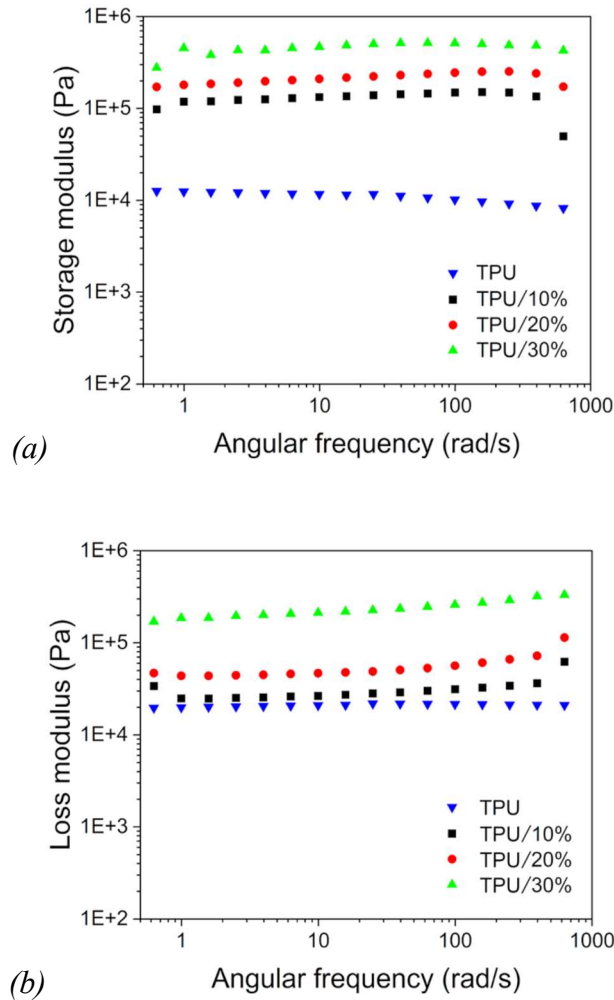 1E+6
1E+5
1E+4
1E+3
1E+2
Storage modulus (Pa)
TPU
TPU/10%
TPU/20%
TPU/30%
1 10 100 1000
Angular frequency (rad/s)
(a)
1E+6
1E+5
1E+4
1E+3
1E+2
Loss modulus (Pa)
TPU
TPU/10%
TPU/20%
TPU/30%
1 10 100 1000
Angular frequency (rad/s)
(b)